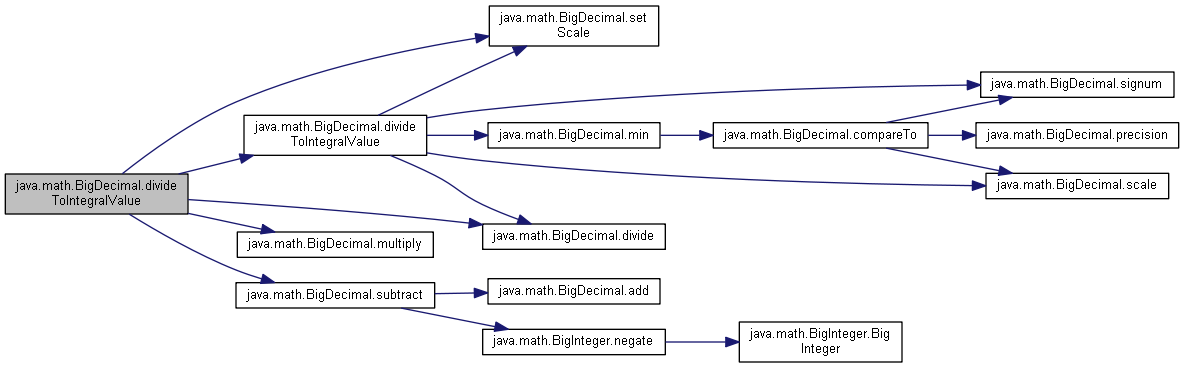 java.math.BigDecimal.set
Scale
java.math.BigDecimal.signum
java.math.BigDecimal.divide
ToIntegralValue
java.math.BigDecimal.min
java.math.BigDecimal.compareTo
java.math.BigDecimal.precision
java.math.BigDecimal.divide
ToIntegralValue
java.math.BigDecimal.scale
java.math.BigDecimal.multiply
java.math.BigDecimal.divide
java.math.BigDecimal.subtract
java.math.BigDecimal.add
java.math.BigInteger.negate
java.math.BigInteger.Big
Integer